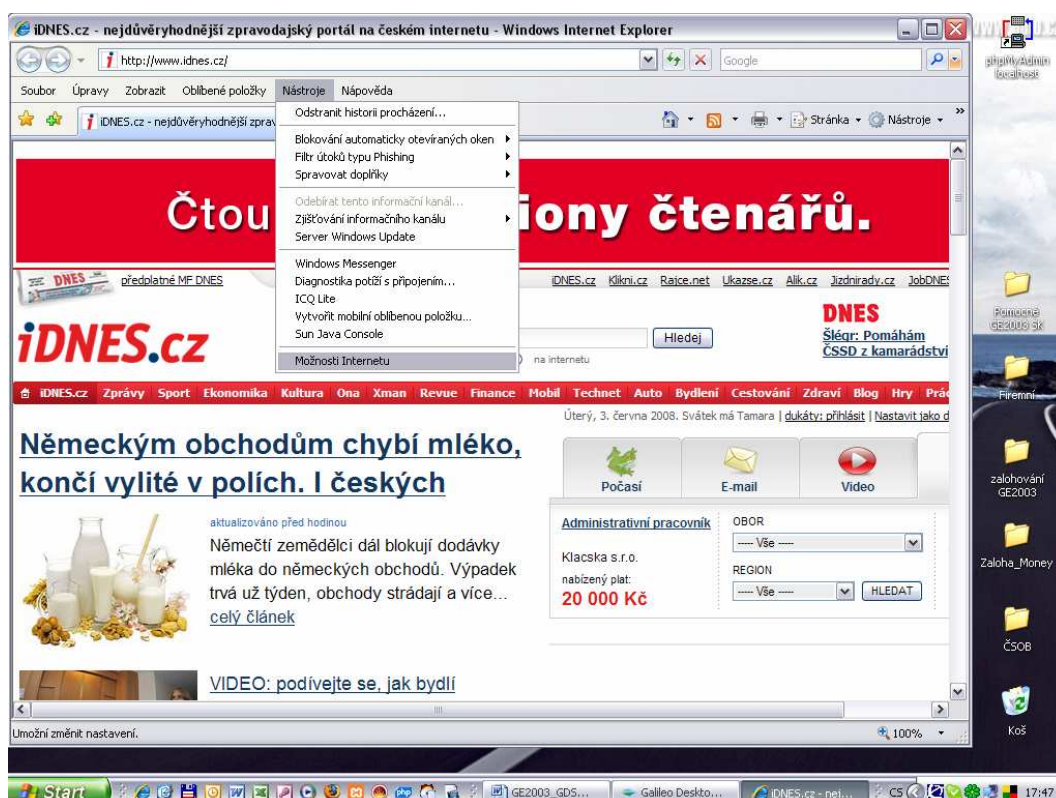 iDNES.cz - nejdůvěryhodnější zpravodajský portál na českém internetu - Windows Internet Explorer
http://www.idnes.cz/
Google
Soubor Úpravy Zobrazit Oblíbené položky Nástroje Nápověda
iDNES.cz - nejdůvěryhodnější zprav
Stránka Nástroje
Odstranit historii procházení...
Blokování automaticky otevíraných oken
Filtr útoků typu Phishing
Spravovat doplňky
Odebírat tento informační kanál...
Zjišťování informačního kanálu
Server Windows Update
Windows Messenger
Diagnostika potíží s připojením...
ICQ Lite
Vytvořit mobilní oblíbenou položku...
Sun Java Console
Možnosti Internetu
Čtou iony čtenářů.
DNES předplatné MF DNES
iDNES.cz Klikni.cz Rajce.net Ukazse.cz Alik.cz Jizdnirady.cz JobDNES
iDNES.cz
Hledej
na internetu
DNES
Šlégr: Pomáhám
ČSSD z kamarádství
iDNES.cz Zprávy Sport Ekonomika Kultura Ona Xman Revue Finance Mobil Technet Auto Bydlení Cestování Zdraví Blog Hry Prác
Úterý, 3. června 2008. Svátek má Tamara | dukáty: přihlásit | Nastavit jako d
Německým obchodům chybí mléko,
končí vylité v polích. I českých
aktualizováno před hodinou
Němečtí zemědělci dál blokují dodávky
mléka do německých obchodů. Výpadek
trvá už týden, obchody strádají a více...
celý článek
VIDEO: podívejte se, jak bydlí
Počasí E-mail Video
Administrativní pracovník
Klacska s.r.o.
nabízený plat:
20 000 Kč
OBOR
----- Vše -----
REGION
----- Vše -----
HLEDAT
Umožní změnit nastavení.
100%
phpMyAdmin
localhost
Pomocné
GE2003 SK
Firemní
zalohování
GE2003
Zaloha_Money
ČSOB
Koš
Start
GE2003_GDS...
Galileo Deskto...
iDNES.cz - nej...
CS
17:47